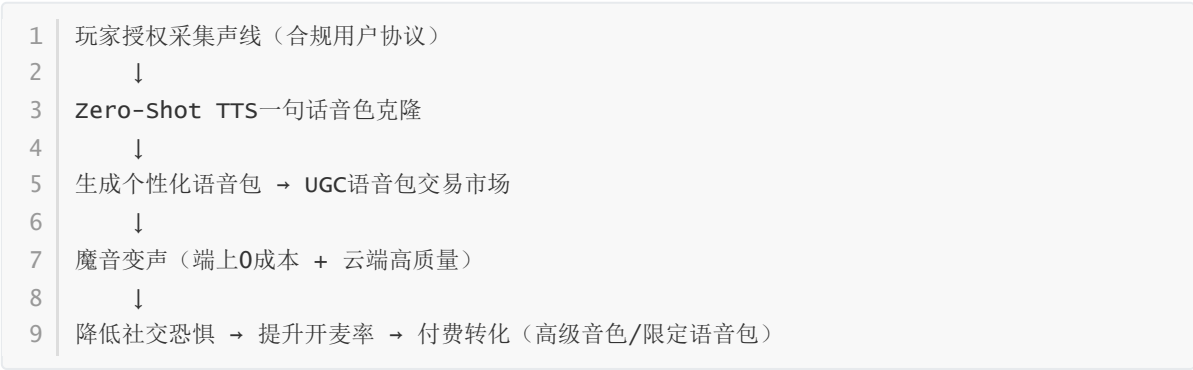 1 玩家授权采集声线（合规用户协议）
2 ↓
3 Zero-Shot TTS一句话音色克隆
4 ↓
5 生成个性化语音包 → UGC语音包交易市场
6 ↓
7 魔音变声（端上0成本 + 云端高质量）
8 ↓
9 降低社交恐惧 → 提升开麦率 → 付费转化（高级音色/限定语音包）